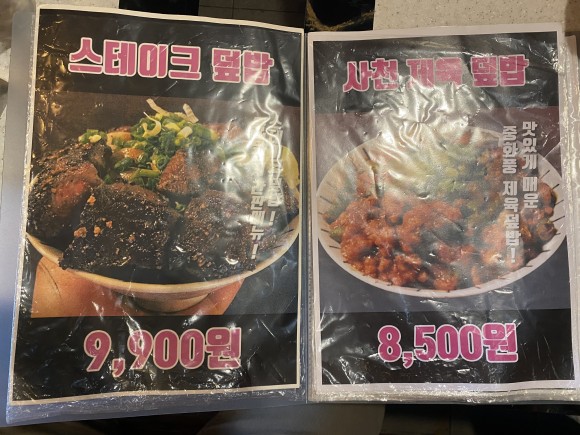 스테이크 덮밥
9,900원
사천 제육 덮밥
맛있게 매운
중화풍 제육덮밥!
8,500원